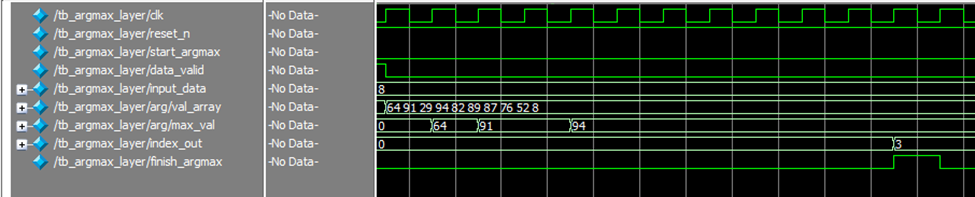 /tb_argmax_layer/clk -No Data-
/tb_argmax_layer/reset_n -No Data-
/tb_argmax_layer/start_argmax -No Data-
/tb_argmax_layer/data_valid -No Data-
/tb_argmax_layer/input_data -No Data- 8
/tb_argmax_layer/arg/val_array -No Data- 64 91 29 94 82 89 87 76 52 8
/tb_argmax_layer/arg/max_val -No Data- 0 64 91 94
/tb_argmax_layer/index_out -No Data- 0 3
/tb_argmax_layer/finish_argmax -No Data-